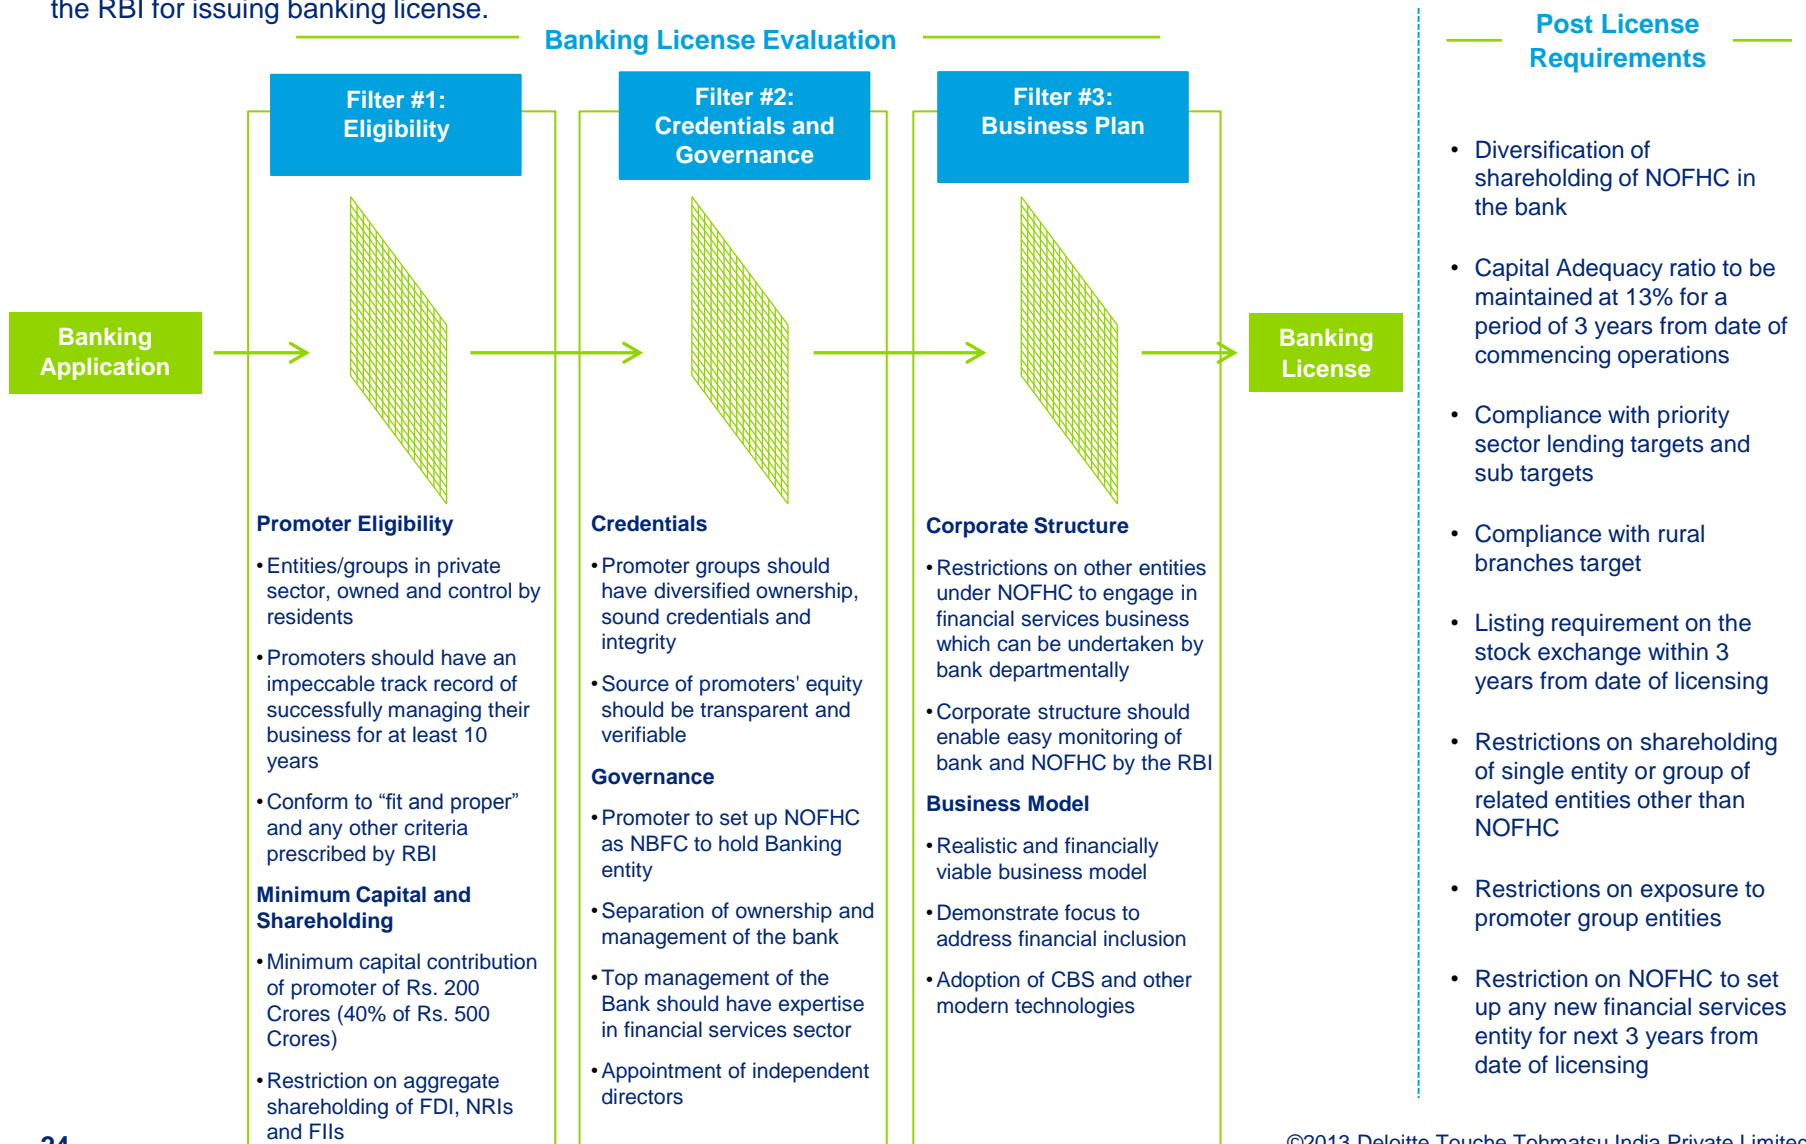 the RBI for issuing banking license.
Banking License Evaluation
Post License
Requirements
Filter #1:
Eligibility
Filter #2:
Credentials and
Governance
Filter #3:
Business Plan
Banking
Application
Banking
License
Promoter Eligibility
•Entities/groups in private
sector, owned and control by
residents
•Promoters should have an
impeccable track record of
successfully managing their
business for at least 10
years
•Conform to “fit and proper”
and any other criteria
prescribed by RBI
Minimum Capital and
Shareholding
•Minimum capital contribution
of promoter of Rs. 200
Crores (40% of Rs. 500
Crores)
•Restriction on aggregate
shareholding of FDI, NRIs
and FIIs
Credentials
•Promoter groups should
have diversified ownership,
sound credentials and
integrity
•Source of promoters' equity
should be transparent and
verifiable
Governance
•Promoter to set up NOFHC
as NBFC to hold Banking
entity
•Separation of ownership and
management of the bank
•Top management of the
Bank should have expertise
in financial services sector
•Appointment of independent
directors
Corporate Structure
•Restrictions on other entities
under NOFHC to engage in
financial services business
which can be undertaken by
bank departmentally
•Corporate structure should
enable easy monitoring of
bank and NOFHC by the RBI
Business Model
•Realistic and financially
viable business model
•Demonstrate focus to
address financial inclusion
•Adoption of CBS and other
modern technologies
• Diversification of
shareholding of NOFHC in
the bank
• Capital Adequacy ratio to be
maintained at 13% for a
period of 3 years from date of
commencing operations
• Compliance with priority
sector lending targets and
sub targets
• Compliance with rural
branches target
• Listing requirement on the
stock exchange within 3
years from date of licensing
• Restrictions on shareholding
of single entity or group of
related entities other than
NOFHC
• Restrictions on exposure to
promoter group entities
• Restriction on NOFHC to set
up any new financial services
entity for next 3 years from
date of licensing
24
©2013 Deloitte Touche Tohmatsu India Private Limited